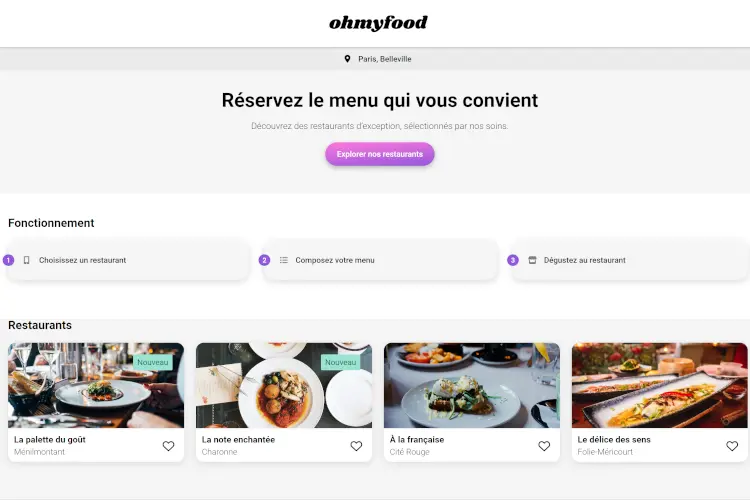 ohmyfood
Paris, Belleville
Réservez le menu qui vous convient
Découvrez des restaurants d'exception, sélectionnés par nos soins.
Explorer nos restaurants
Fonctionnement
1 Choisissez un restaurant
2 Composez votre menu
3 Dégustez au restaurant
Restaurants
Nouveau
Nouveau
La palette du goût
Ménilmontant
La note enchantée
Charonne
À la française
Cité Rouge
Le délice des sens
Folie-Méricourt